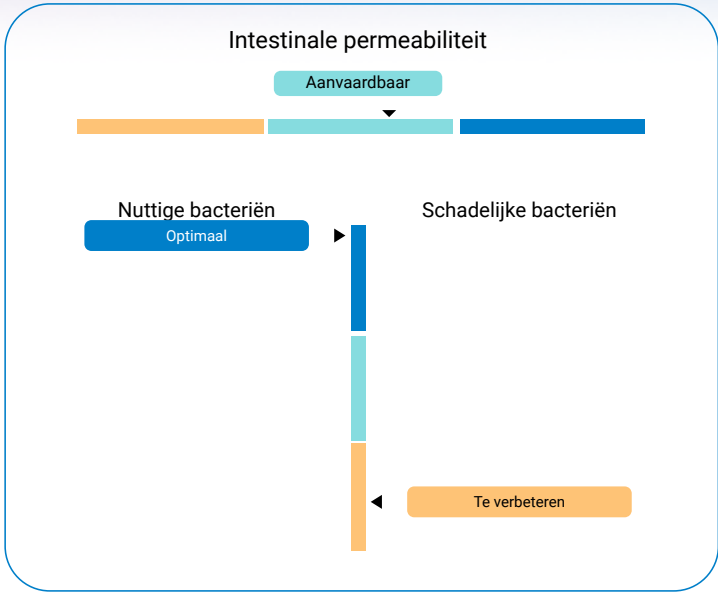 Intestinale permeabiliteit
Aanvaardbaar
Nuttige bacteriën
Optimaal
Schadelijke bacteriën
Te verbeteren